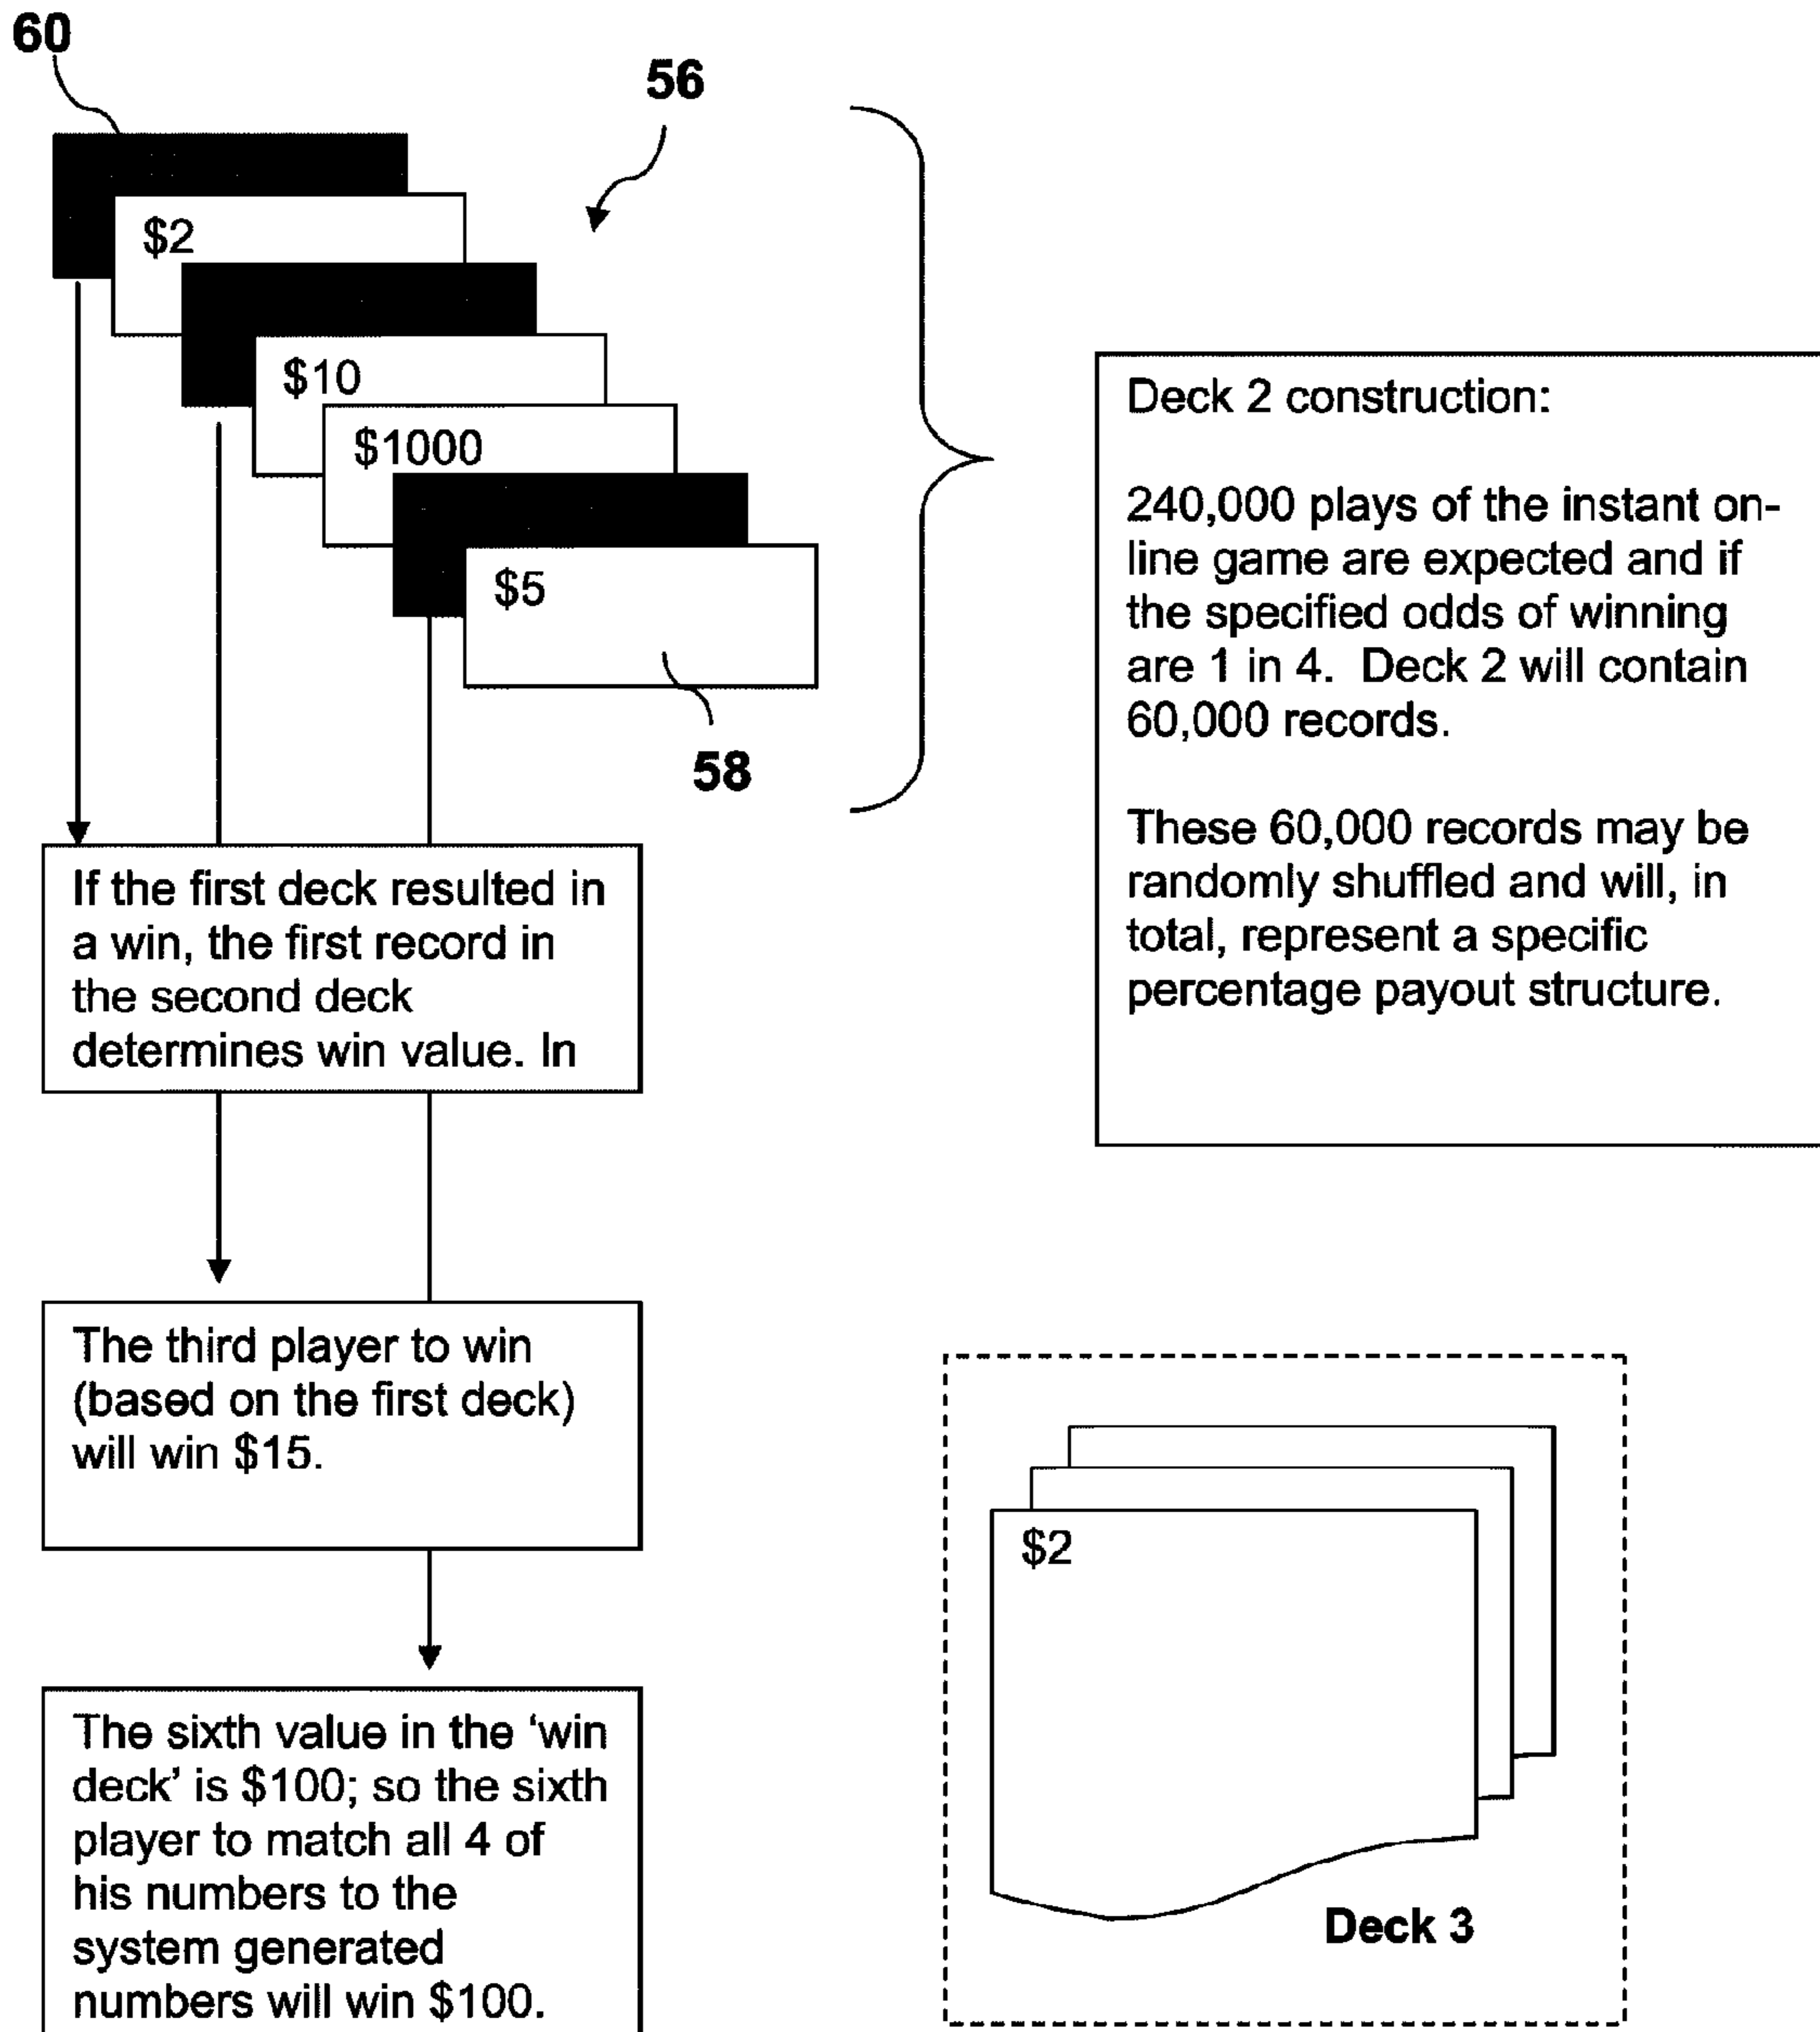 60
56
$2
$10
$1000
$5
58
Deck 2 construction:
240,000 plays of the instant on-
line game are expected and if
the specified odds of winning
are 1 in 4. Deck 2 will contain
60,000 records.
These 60,000 records may be
randomly shuffled and will, in
total, represent a specific
percentage payout structure.
If the first deck resulted in
a win, the first record in
the second deck
determines win value. In
The third player to win
(based on the first deck)
will win $15.
The sixth value in the ‘win
deck’ is $100; so the sixth
player to match all 4 of
his numbers to the
system generated
numbers will win $100.
$2
Deck 3